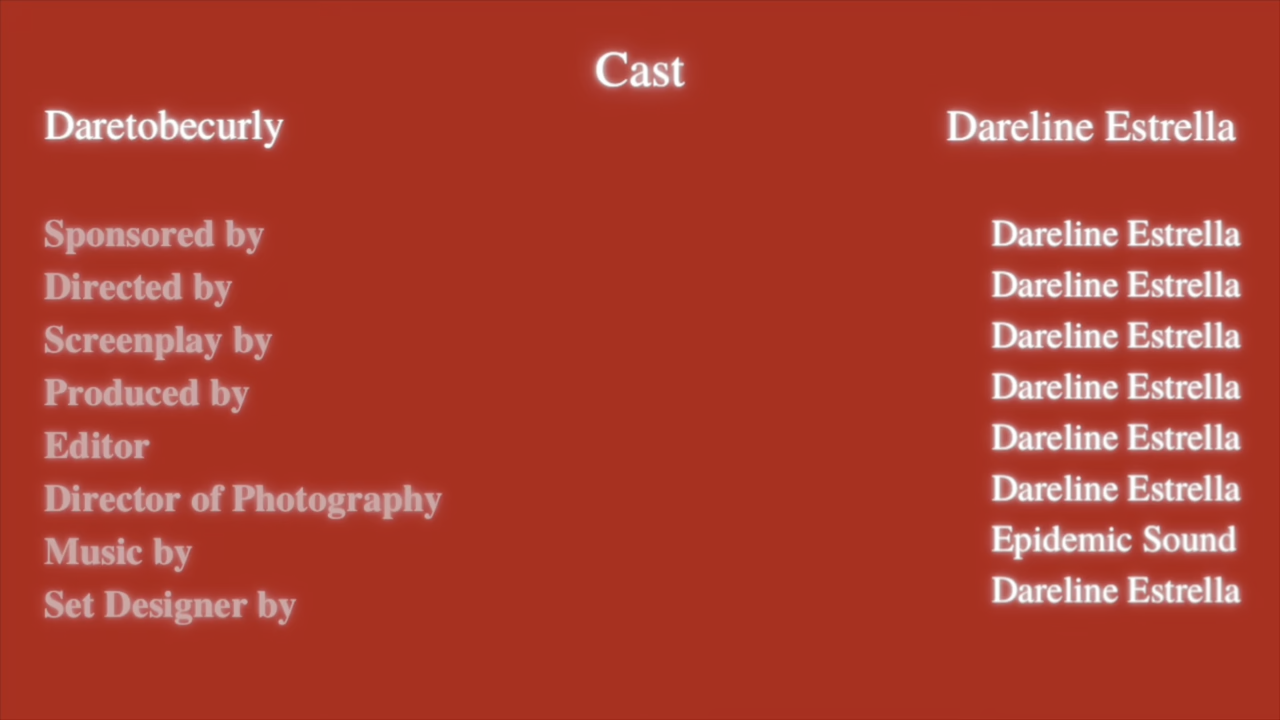 Cast
Daretobecurly Dareline Estrella
Sponsored by Dareline Estrella
Directed by Dareline Estrella
Screenplay by Dareline Estrella
Produced by Dareline Estrella
Editor Dareline Estrella
Director of Photography Dareline Estrella
Music by Epidemic Sound
Set Designer by Dareline Estrella